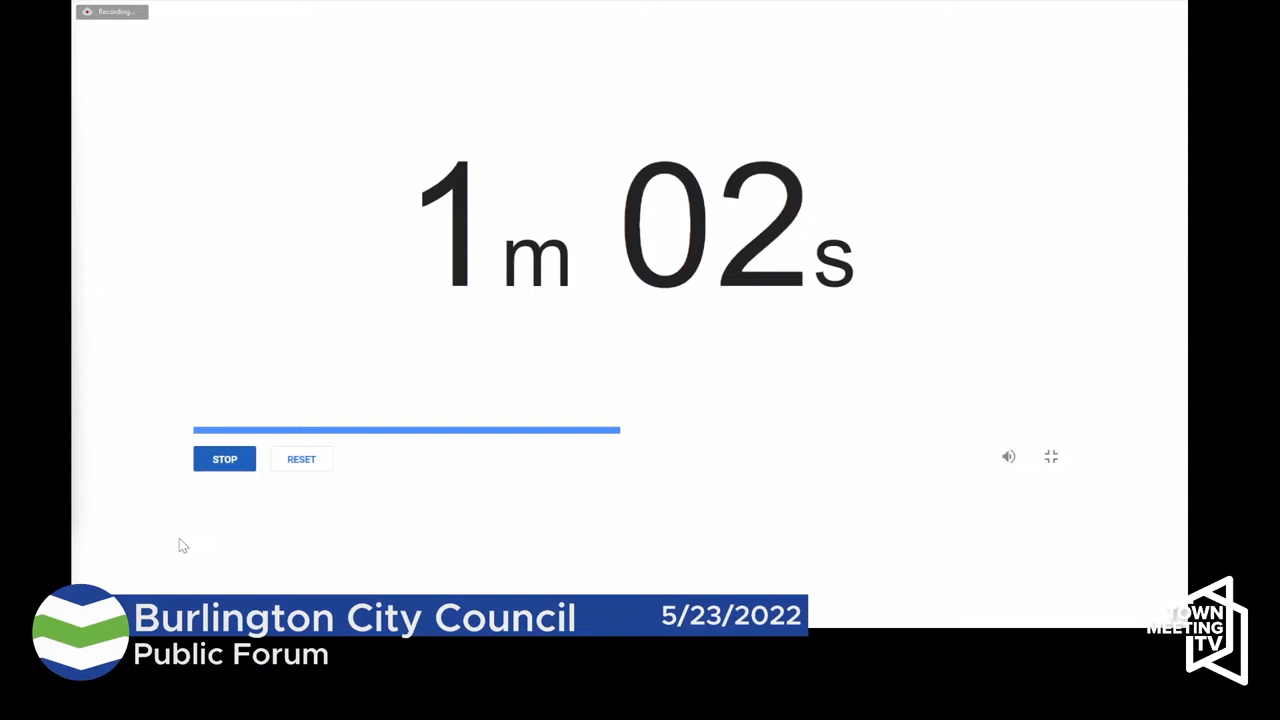 Recording...
1m 02s
STOP RESET
Burlington City Council 5/23/2022
Public Forum
TOWN
MEETING
TV